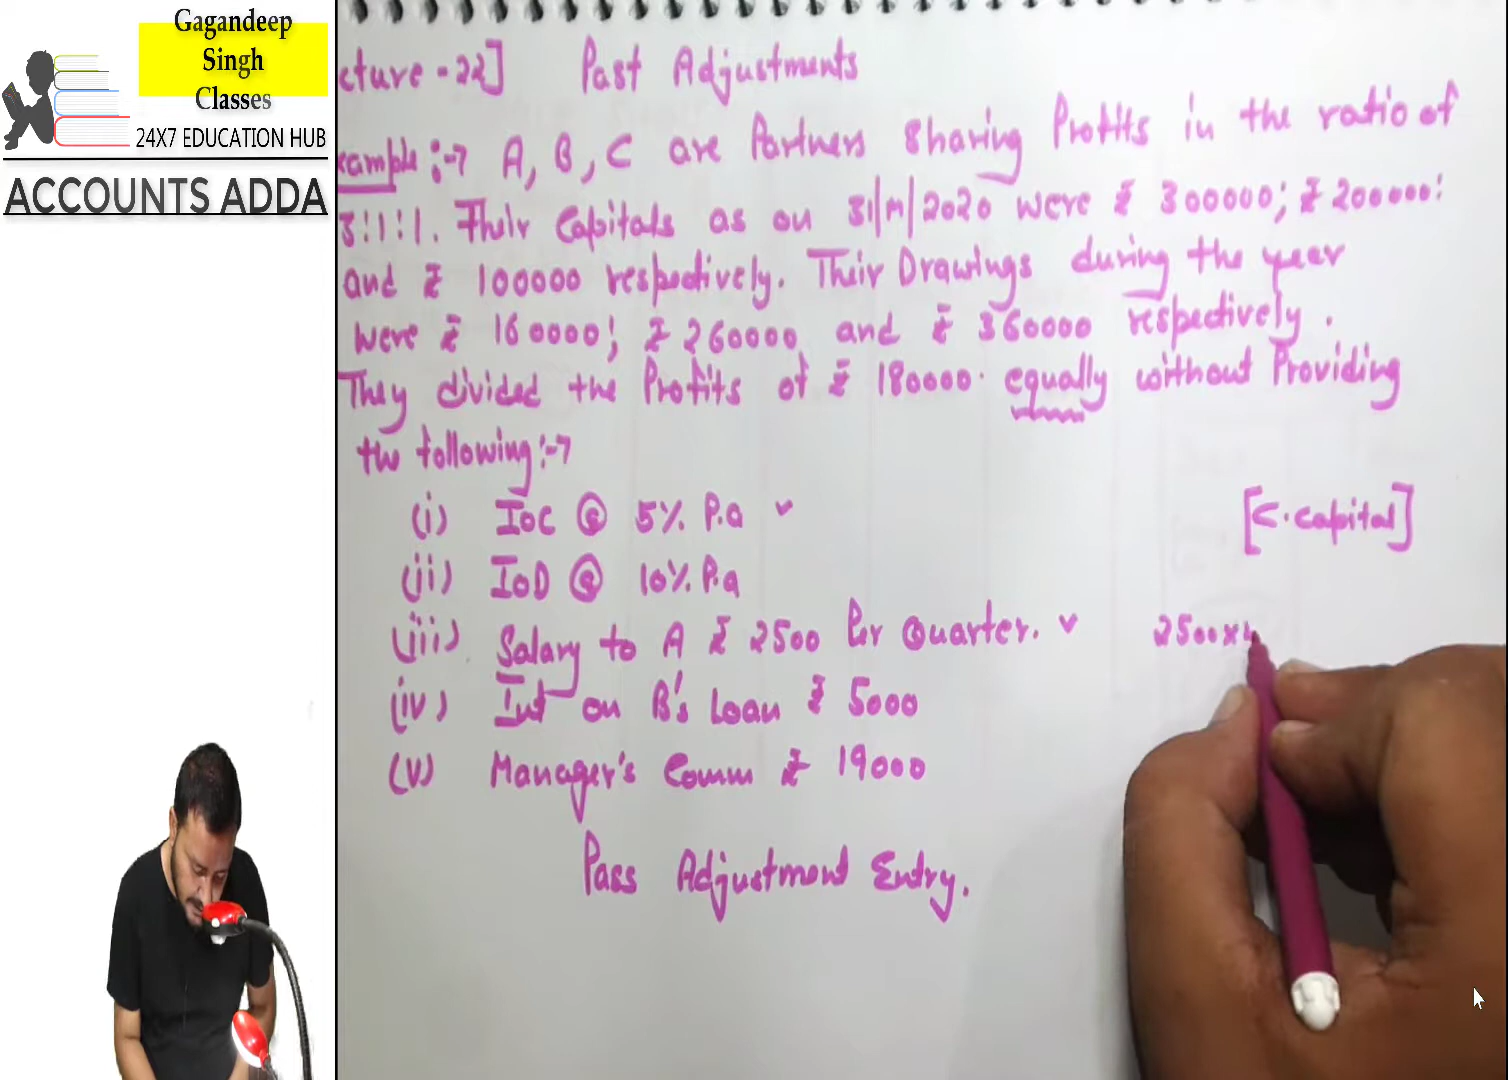 Gagandeep
Singh
Classes
24X7 EDUCATION HUB
ACCOUNTS ADDA
cture - 22] Past Adjustments
xample :-7 A, B, C are Partners Sharing Profits in the ratio of
3:1:1. Their Capitals as on 31/M/2020 were ₹ 300000; ₹ 200000:
and ₹ 100000 respectively. Their Drawings during the year
were ₹ 160000; ₹ 260000 and ₹ 360000 respectively.
They divided the Profits of ₹ 180000. equally without Providing
the following:-7
(i) IOC @ 5% P.a
[C. Capital]
(ii) IOD @ 10% P.a
(iii) Salary to A ₹ 2500 Per Quarter. 2500x4
(iv) Int on B's Loan ₹ 5000
(v) Manager's Comm ₹ 19000
Pass Adjustment Entry.